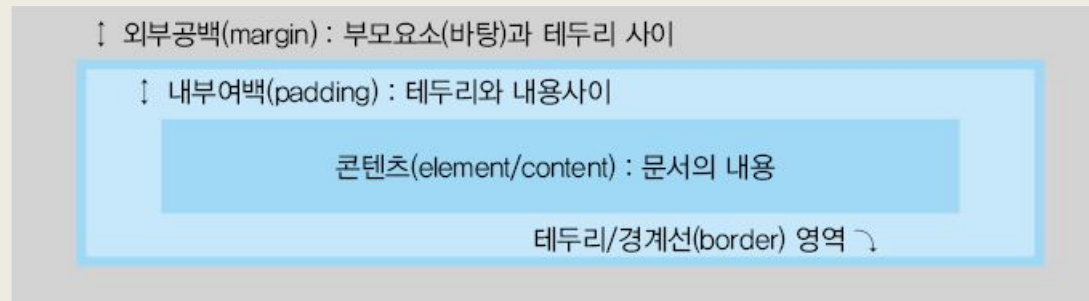 ↕ 외부공백(margin) : 부모요소(바탕)과 테두리 사이
↕ 내부여백(padding) : 테두리와 내용사이
콘텐츠(element/content) : 문서의 내용
테두리/경계선(border) 영역 ⤵